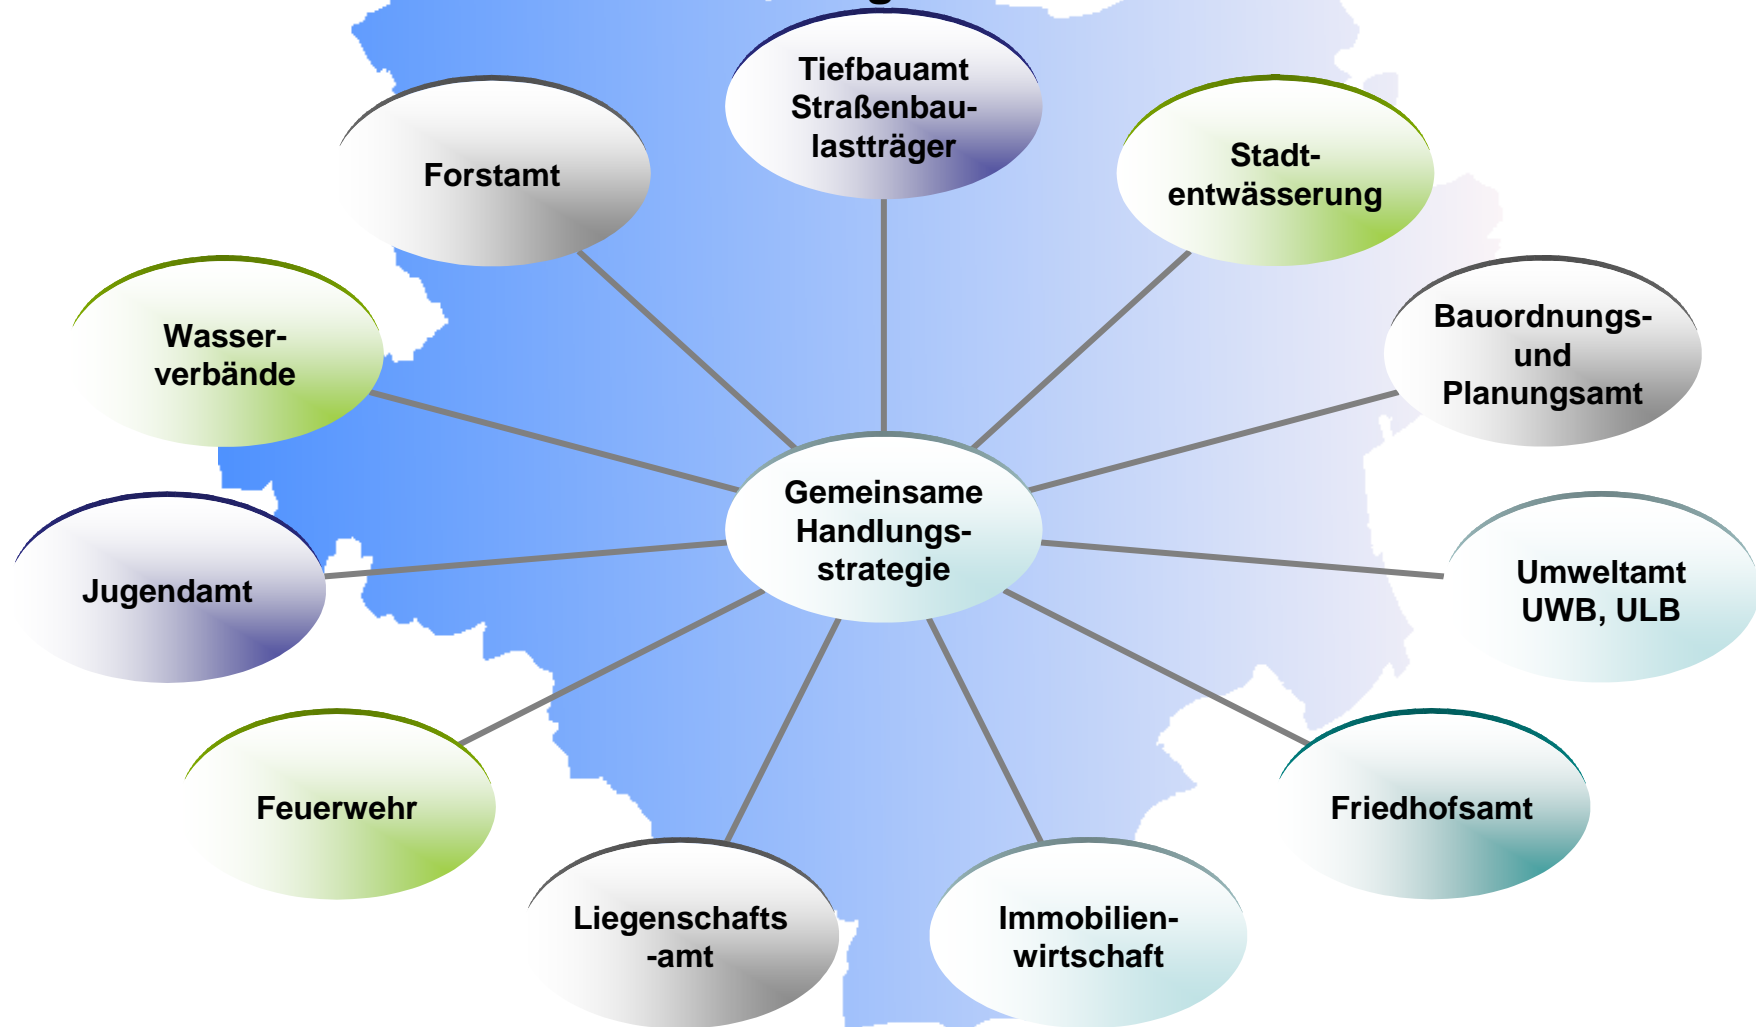 Tiefbauamt
Straßenbau-
lastträger
Stadt-
entwässerung
Bauordnungs-
und
Planungsamt
Umweltamt
UWB, ULB
Friedhofsamt
Immobilien-
wirtschaft
Liegenschafts
-amt
Feuerwehr
Jugendamt
Wasser-
verbände
Forstamt
Gemeinsame
Handlungs-
strategie